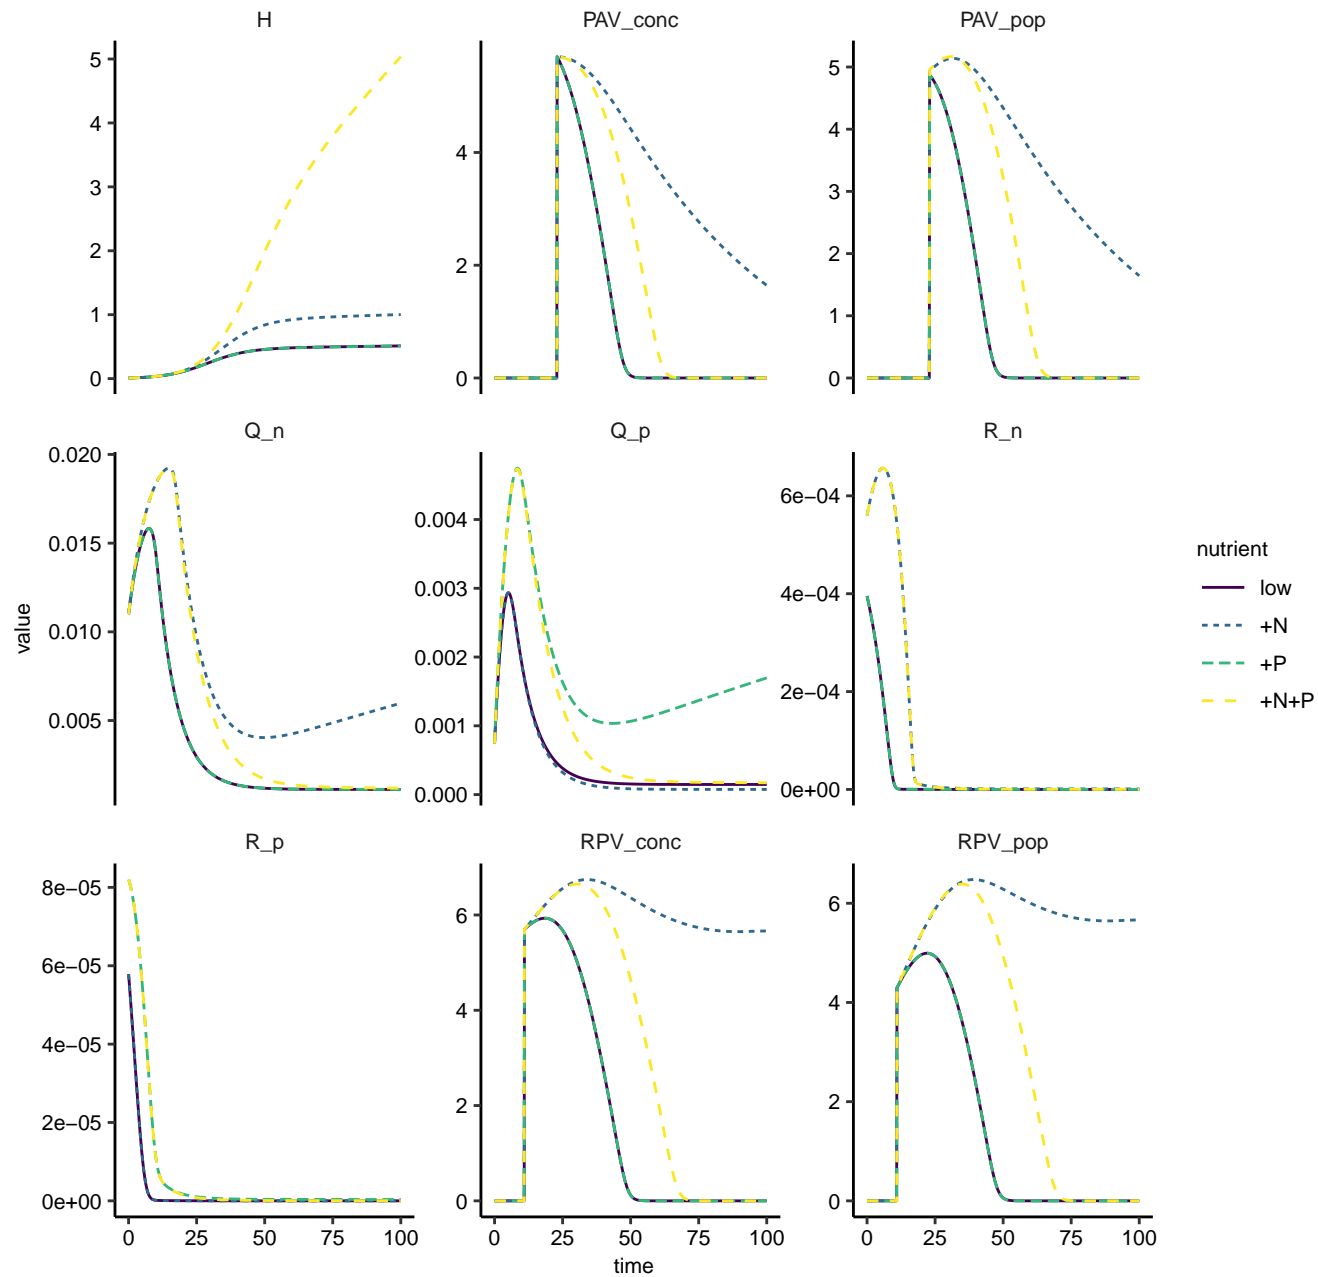 H
PAV_conc
PAV_pop
5
4
3
2
1
0
4
2
0
5
4
3
2
1
0
Q_n
Q_p
R_n
0.020
0.015
0.010
0.005
0.004
0.003
0.002
0.001
0.000
6e−04
4e−04
2e−04
0e+00
R_p
RPV_conc
RPV_pop
8e−05
6e−05
4e−05
2e−05
0e+00
6
4
2
0
6
4
2
0
0 25 50 75 100
0 25 50 75 100
0 25 50 75 100
time
value
nutrient
low
+N
+P
+N+P